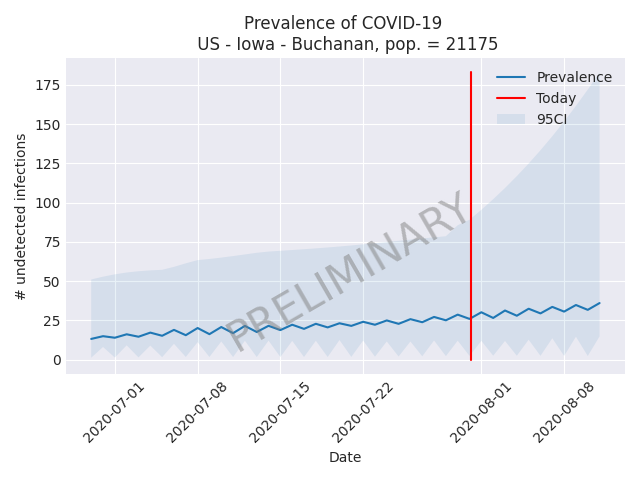 Prevalence of COVID-19
US - Iowa - Buchanan, pop. = 21175
Prevalence
Today
95CI
PRELIMINARY
# undetected infections
175
150
125
100
75
50
25
0
2020-07-01
2020-07-08
2020-07-15
2020-07-22
2020-08-01
2020-08-08
Date